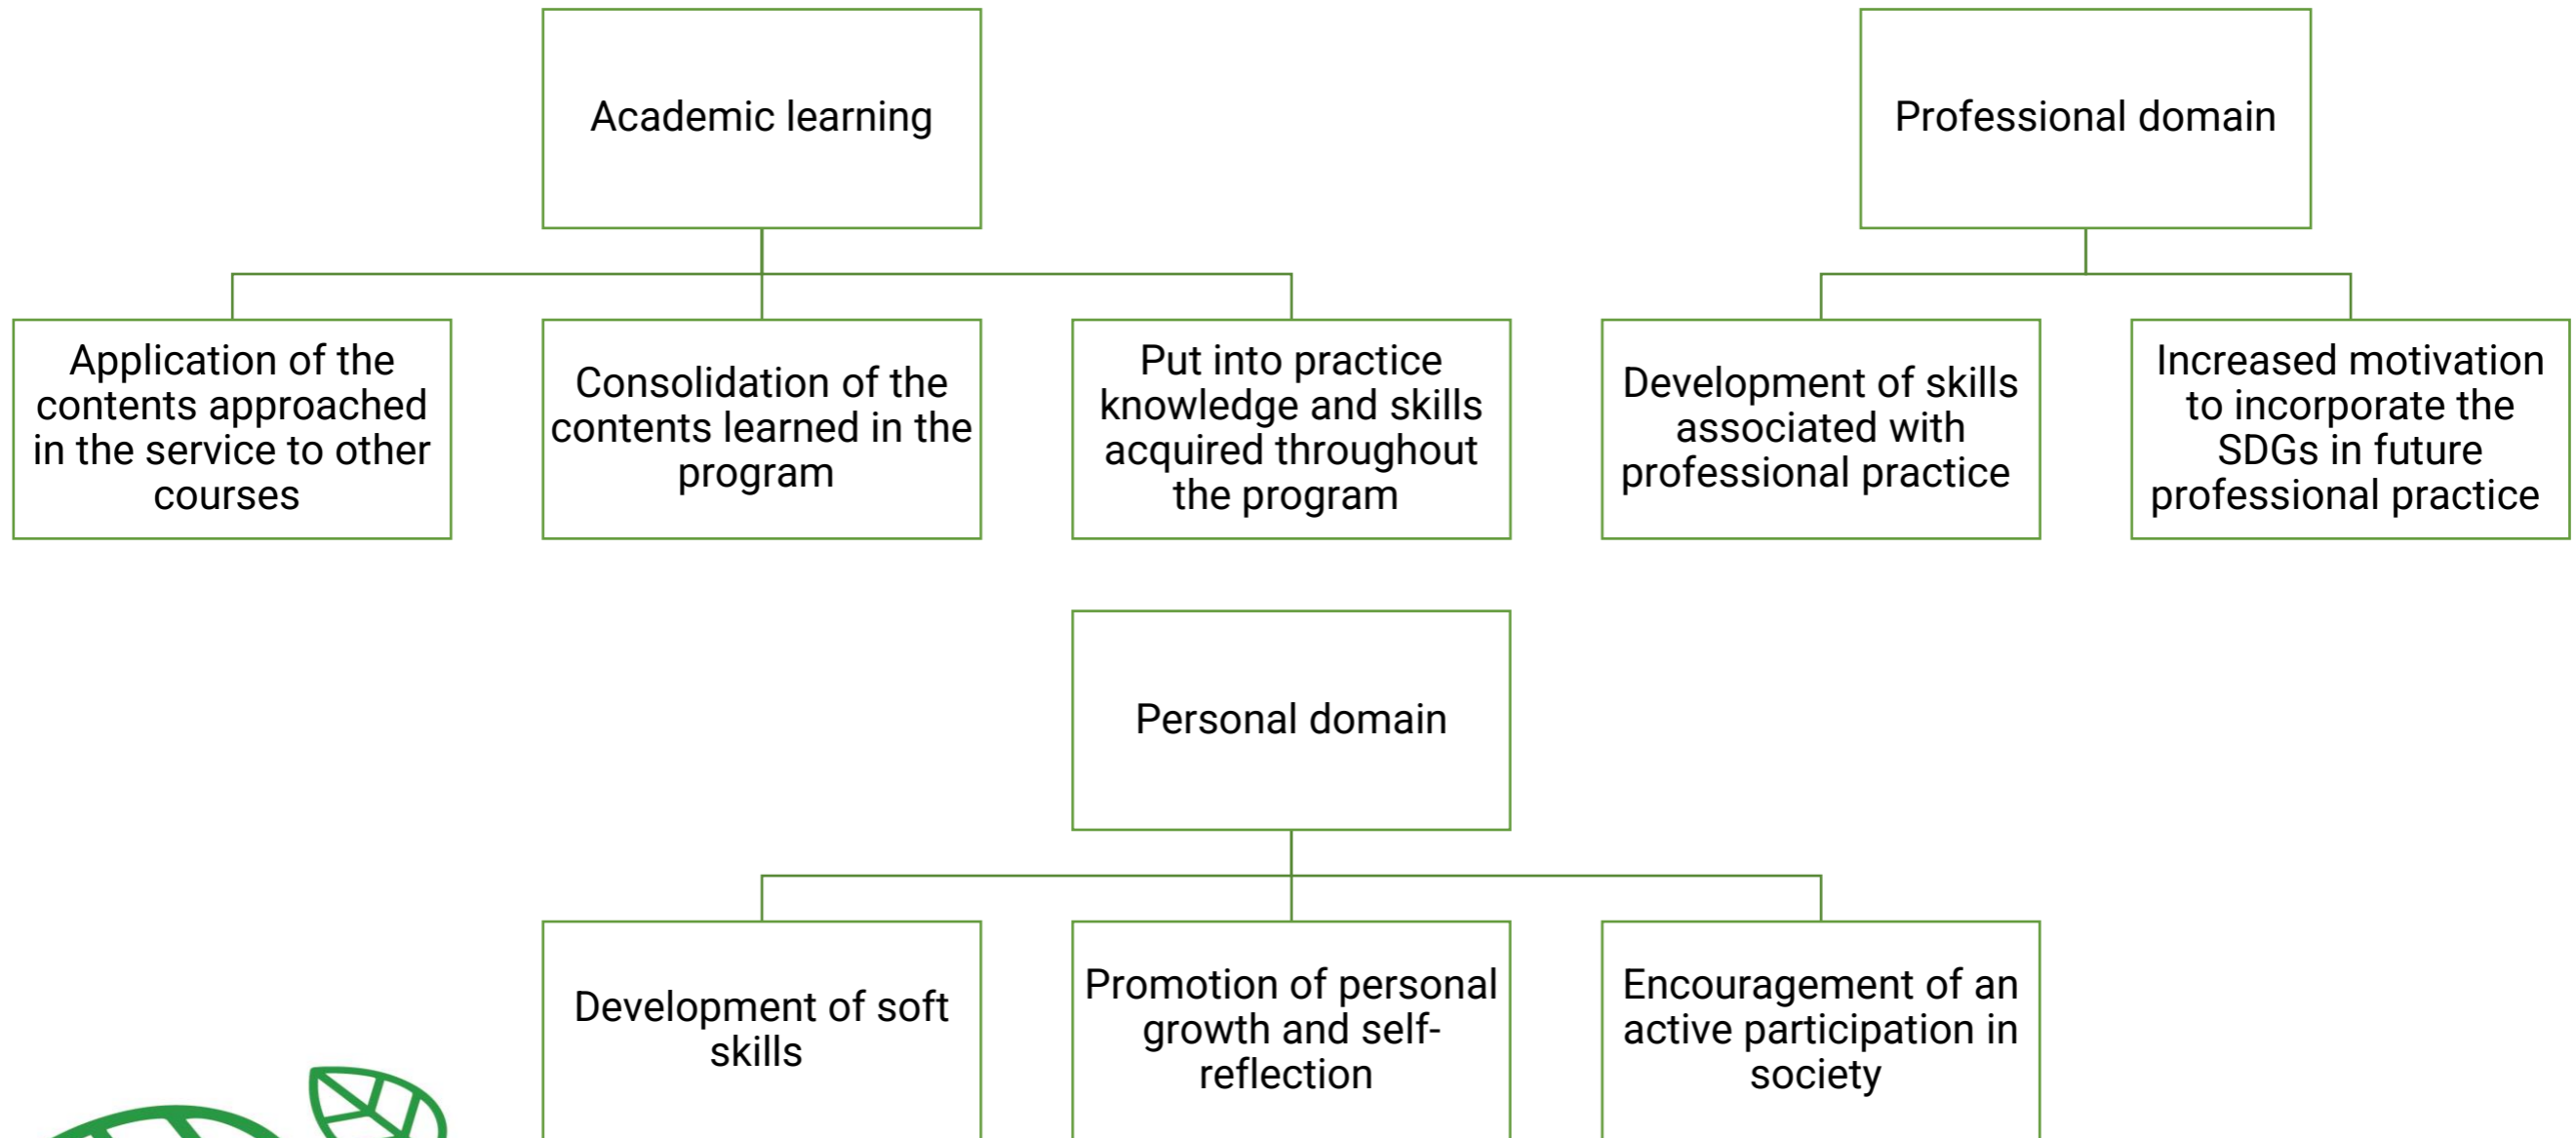 Academic learning
Professional domain
Application of the
contents approached
in the service to other
courses
Consolidation of the
contents learned in the
program
Put into practice
knowledge and skills
acquired throughout
the program
Development of skills
associated with
professional practice
Increased motivation
to incorporate the
SDGs in future
professional practice
Personal domain
Development of soft
skills
Promotion of personal
growth and self-
reflection
Encouragement of an
active participation in
society